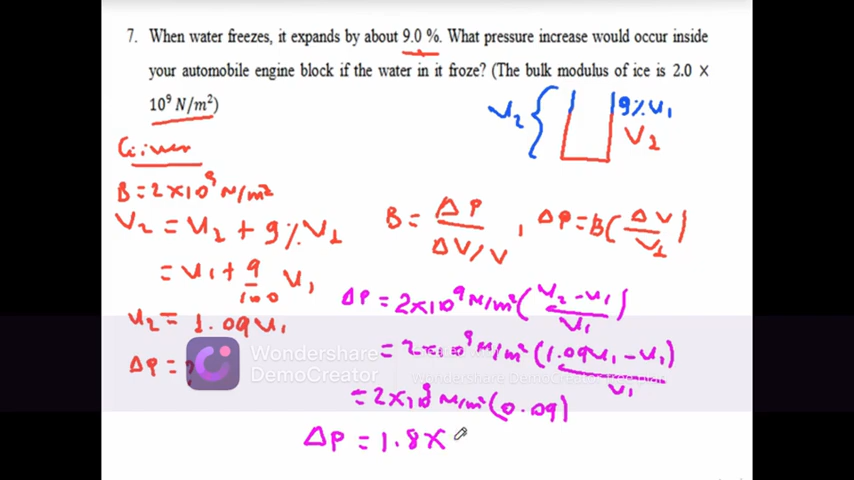 7. When water freezes, it expands by about 9.0 %. What pressure increase would occur inside
your automobile engine block if the water in it froze? (The bulk modulus of ice is 2.0 ×
10⁹ N/m²)
V2 { 9% V1
V2
Given
B = 2×10⁹ N/m²
V2 = V2 + 9% V1
= V1 + 9/100 V1
V2 = 1.09V1
ΔP = ?
B = ΔP / ΔV/V , ΔP = B(ΔV/V1)
ΔP = 2×10⁹ N/m² (V2 - V1 / V1)
= 2×10⁹ N/m² (1.09V1 - V1 / V1)
= 2×10⁹ N/m² (0.09)
ΔP = 1.8 ×
Wondershare
DemoCreator